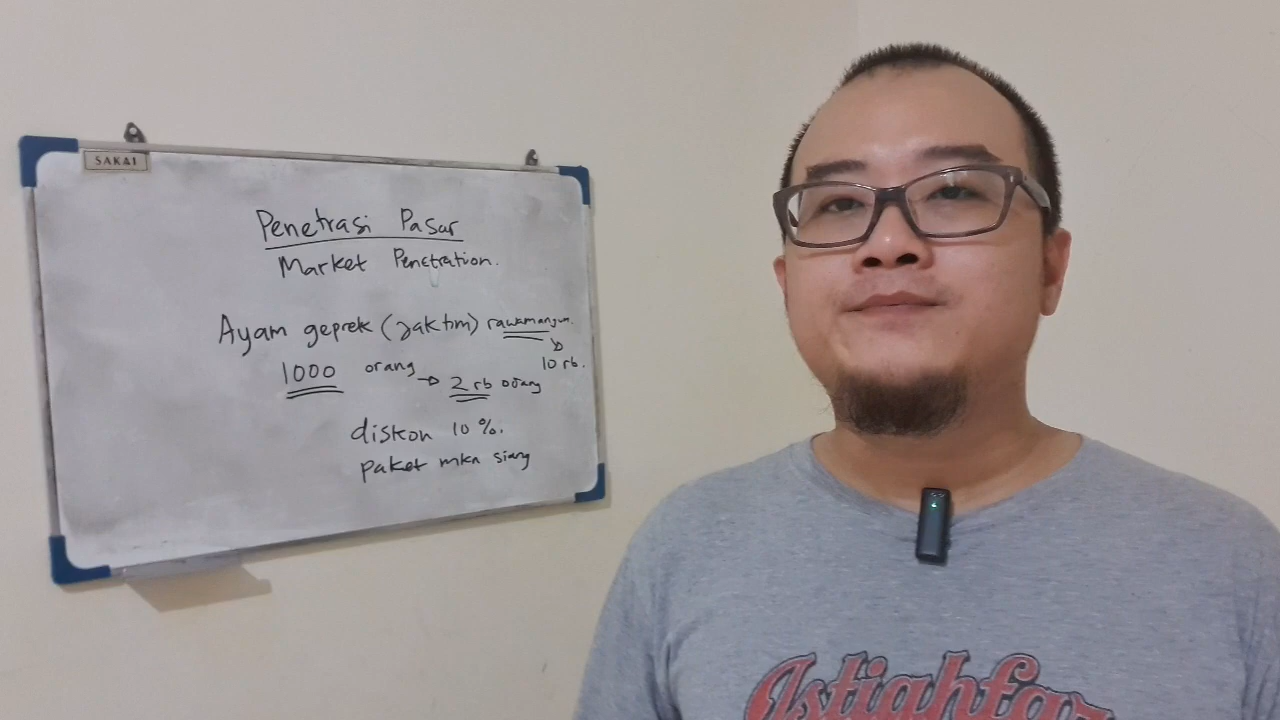 SAKAI
Penetrasi Pasar
Market Penetration.
Ayam geprek (Jaktim) rawamangun.
10 rb.
1000 orang → 2 rb orang
diskon 10 %.
paket mkn siang
Istighfar